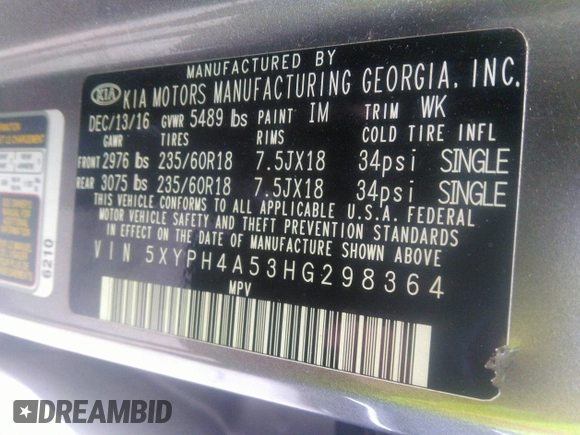 MANUFACTURED BY
KIA KIA MOTORS MANUFACTURING GEORGIA, INC.
DEC/13/16 GVWR 5489 lbs PAINT IM TRIM WK
GAWR TIRES RIMS COLD TIRE INFL
FRONT 2976 lbs 235/60R18 7.5JX18 34psi SINGLE
REAR 3075 lbs 235/60R18 7.5JX18 34psi SINGLE
THIS VEHICLE CONFORMS TO ALL APPLICABLE U.S.A. FEDERAL
MOTOR VEHICLE SAFETY AND THEFT PREVENTION STANDARDS
IN EFFECT ON THE DATE OF MANUFACTURE SHOWN ABOVE
VIN 5XYPH4A53HG298364
MPV
6210
DREAMBID